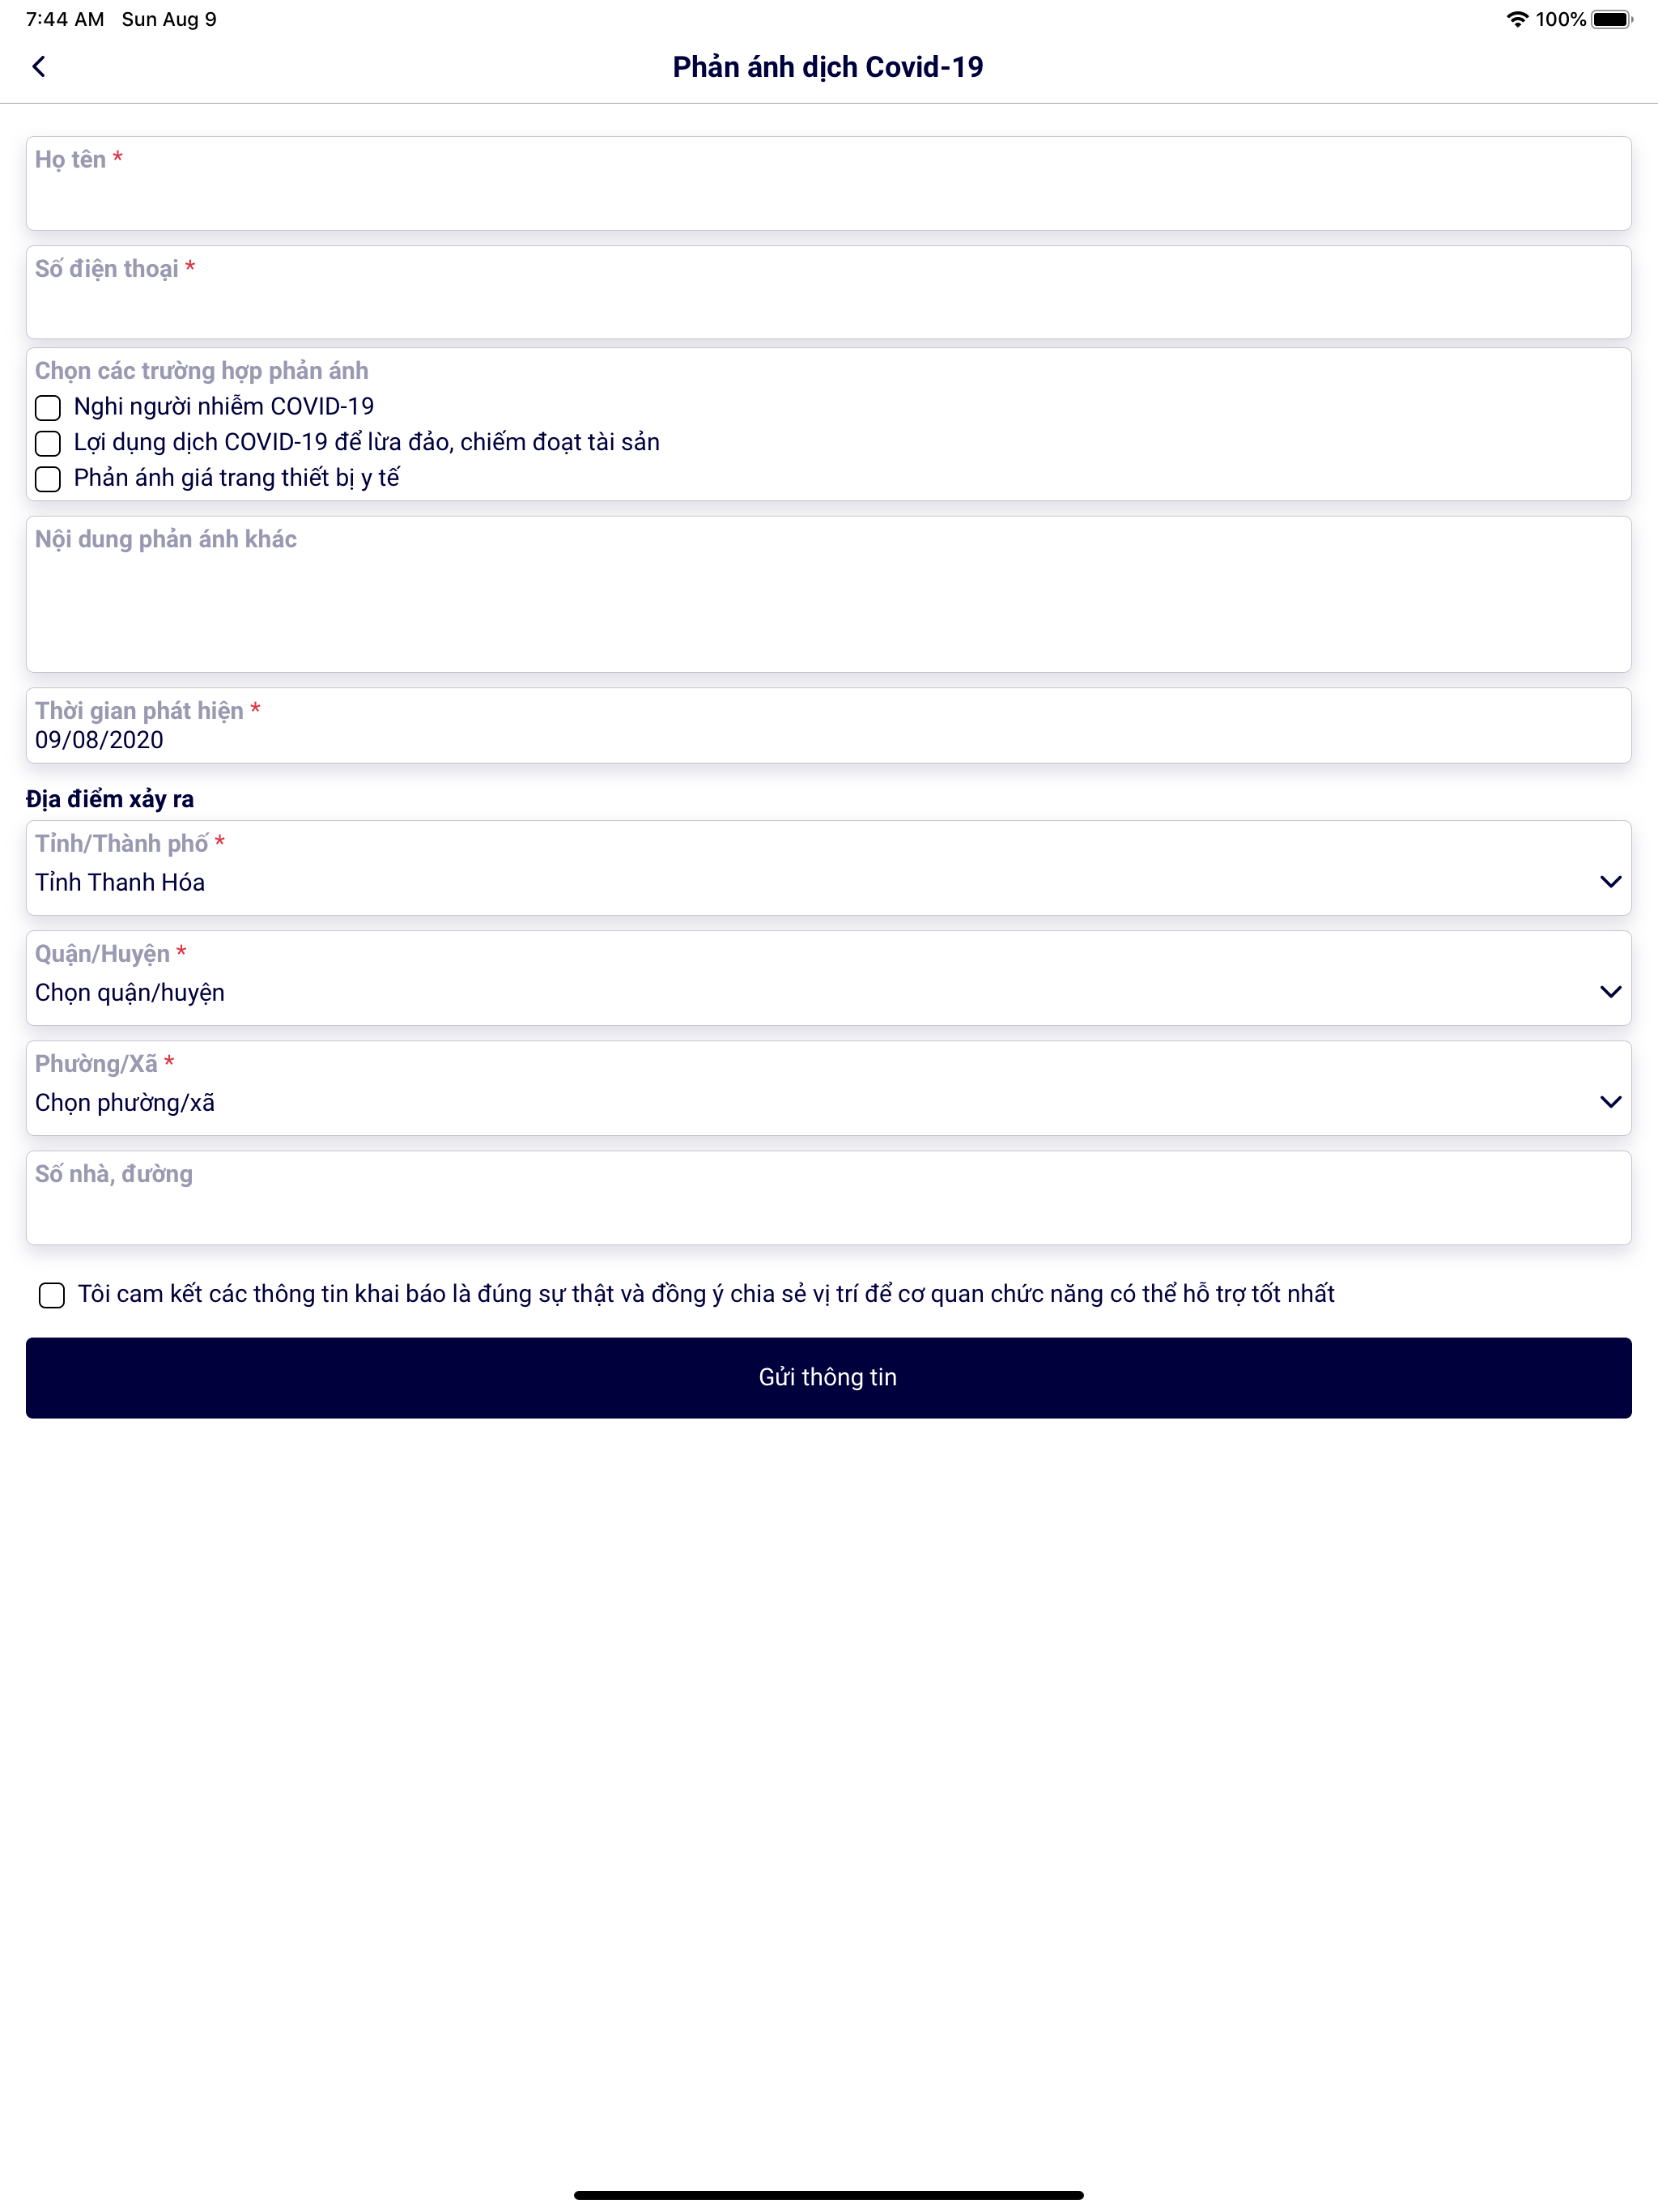 7:44 AM Sun Aug 9
100%
Phản ánh dịch Covid-19
Họ tên *
Số điện thoại *
Chọn các trường hợp phản ánh
Nghi người nhiễm COVID-19
Lợi dụng dịch COVID-19 để lừa đảo, chiếm đoạt tài sản
Phản ánh giá trang thiết bị y tế
Nội dung phản ánh khác
Thời gian phát hiện *
09/08/2020
Địa điểm xảy ra
Tỉnh/Thành phố *
Tỉnh Thanh Hóa
Quận/Huyện *
Chọn quận/huyện
Phường/Xã *
Chọn phường/xã
Số nhà, đường
Tôi cam kết các thông tin khai báo là đúng sự thật và đồng ý chia sẻ vị trí để cơ quan chức năng có thể hỗ trợ tốt nhất
Gửi thông tin